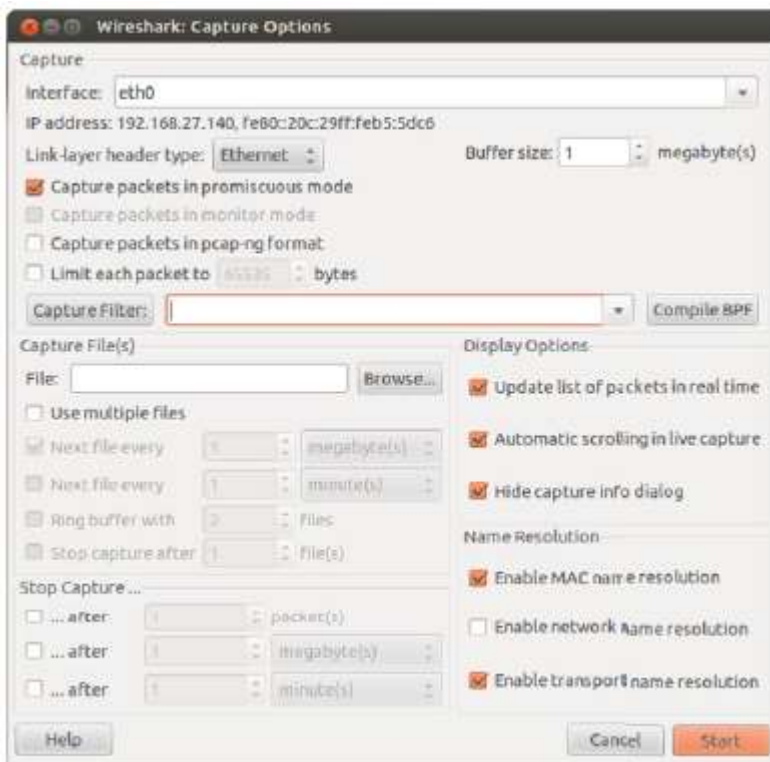 Wireshark: Capture Options
Capture
Interface: eth0
IP address: 192.168.27.140, fe80::20c:29ff:feb5:5dc6
Link-layer header type: Ethernet
Buffer size: 1 megabyte(s)
Capture packets in promiscuous mode
Capture packets in monitor mode
Capture packets in pcap-ng format
Limit each packet to 65535 bytes
Capture Filter: Compile BPF
Capture File(s)
File: Browse...
Use multiple files
Next file every 1 megabyte(s)
Next file every 1 minute(s)
Ring buffer with 2 files
Stop capture after 1 file(s)
Stop Capture ...
... after 1 packet(s)
... after 1 megabyte(s)
... after 1 minute(s)
Display Options
Update list of packets in real time
Automatic scrolling in live capture
Hide capture info dialog
Name Resolution
Enable MAC name resolution
Enable network name resolution
Enable transport name resolution
Help Cancel Start